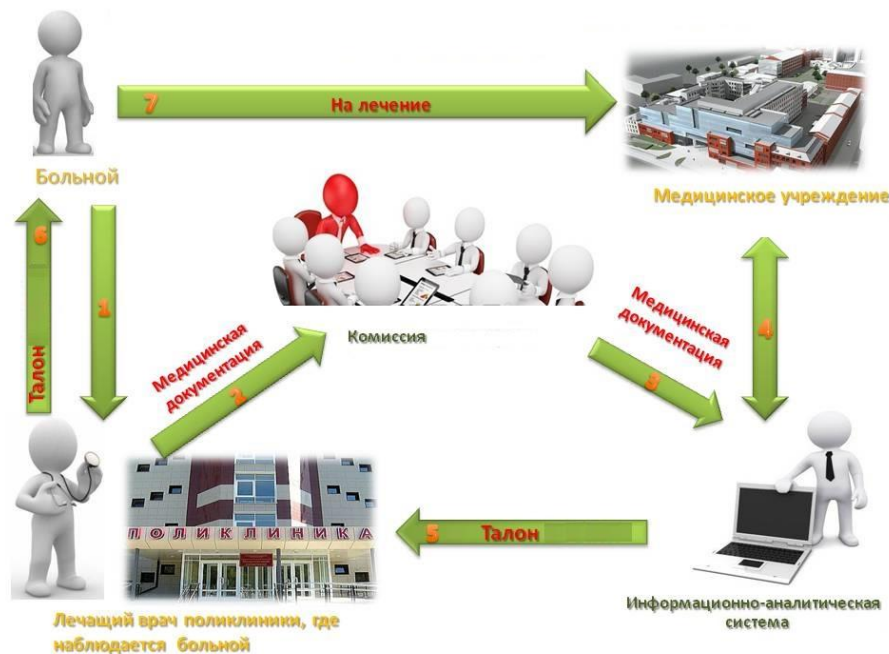 7
На лечение
Больной
Медицинское учреждение
6
1
Талон
Медицинская
документация
2
Комиссия
Медицинская
документация
3
4
ПОЛИКЛИНИКА
5
Талон
Лечащий врач поликлиники, где
наблюдается больной
Информационно-аналитическая
система